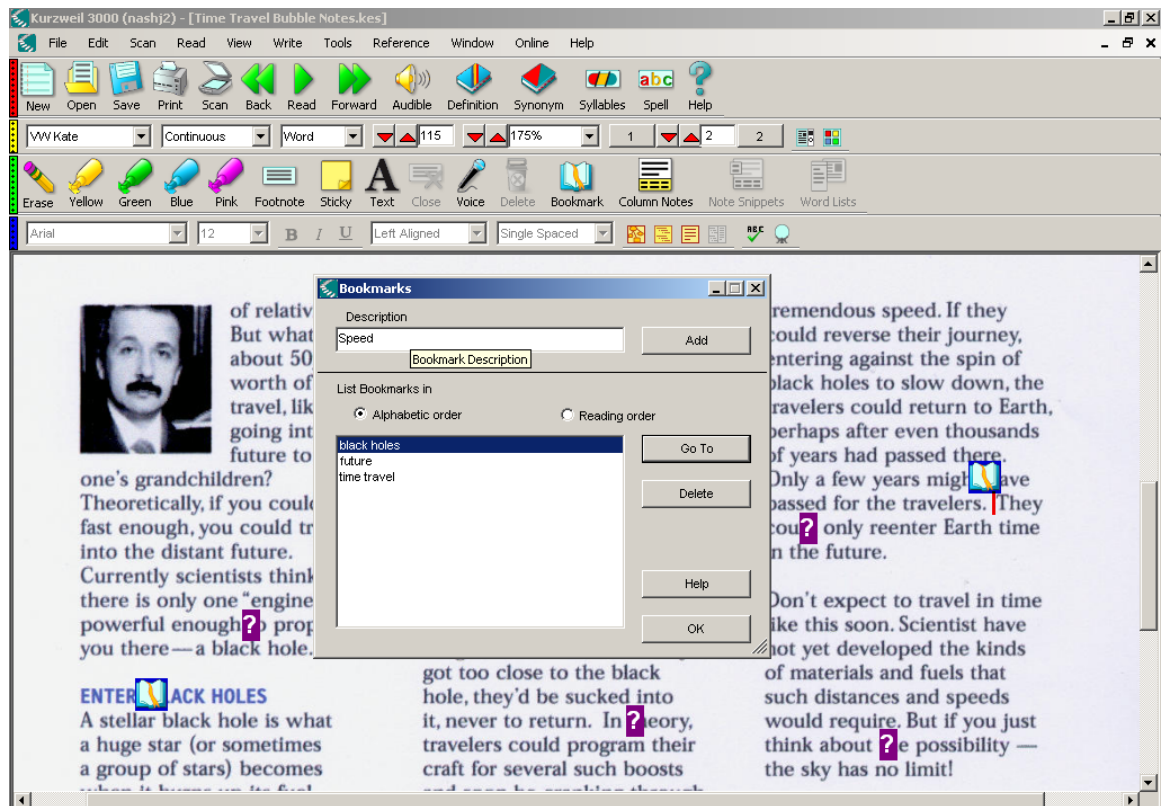 Kurzweil 3000 (nashj2) - [Time Travel Bubble Notes.kes]
File Edit Scan Read View Write Tools Reference Window Online Help
New Open Save Print Scan Back Read Forward Audible Definition Synonym Syllables Spell Help
VW Kate Continuous Word 115 175% 1 2 2
Erase Yellow Green Blue Pink Footnote Sticky Text Close Voice Delete Bookmark Column Notes Note Snippets Word Lists
Arial 12 B I U Left Aligned Single Spaced
Bookmarks
Description
Speed
Add
Bookmark Description
List Bookmarks in
Alphabetic order Reading order
black holes
future
time travel
Go To
Delete
Help
OK
of relativ
But what
about 50
worth of
travel, lik
going int
future to
one's grandchildren?
Theoretically, if you could
fast enough, you could tr
into the distant future.
Currently scientists think
there is only one "engine
powerful enough ? o prop
you there—a black hole.
ENTER ACK HOLES
A stellar black hole is what
a huge star (or sometimes
a group of stars) becomes
when it burns up its fuel
got too close to the black
hole, they'd be sucked into
it, never to return. In ? eory,
travelers could program their
craft for several such boosts
remendous speed. If they
could reverse their journey,
entering against the spin of
black holes to slow down, the
travelers could return to Earth,
perhaps after even thousands
of years had passed there.
Only a few years migh ave
passed for the travelers. They
cou ? only reenter Earth time
n the future.
Don't expect to travel in time
like this soon. Scientist have
not yet developed the kinds
of materials and fuels that
such distances and speeds
would require. But if you just
think about ? e possibility —
the sky has no limit!